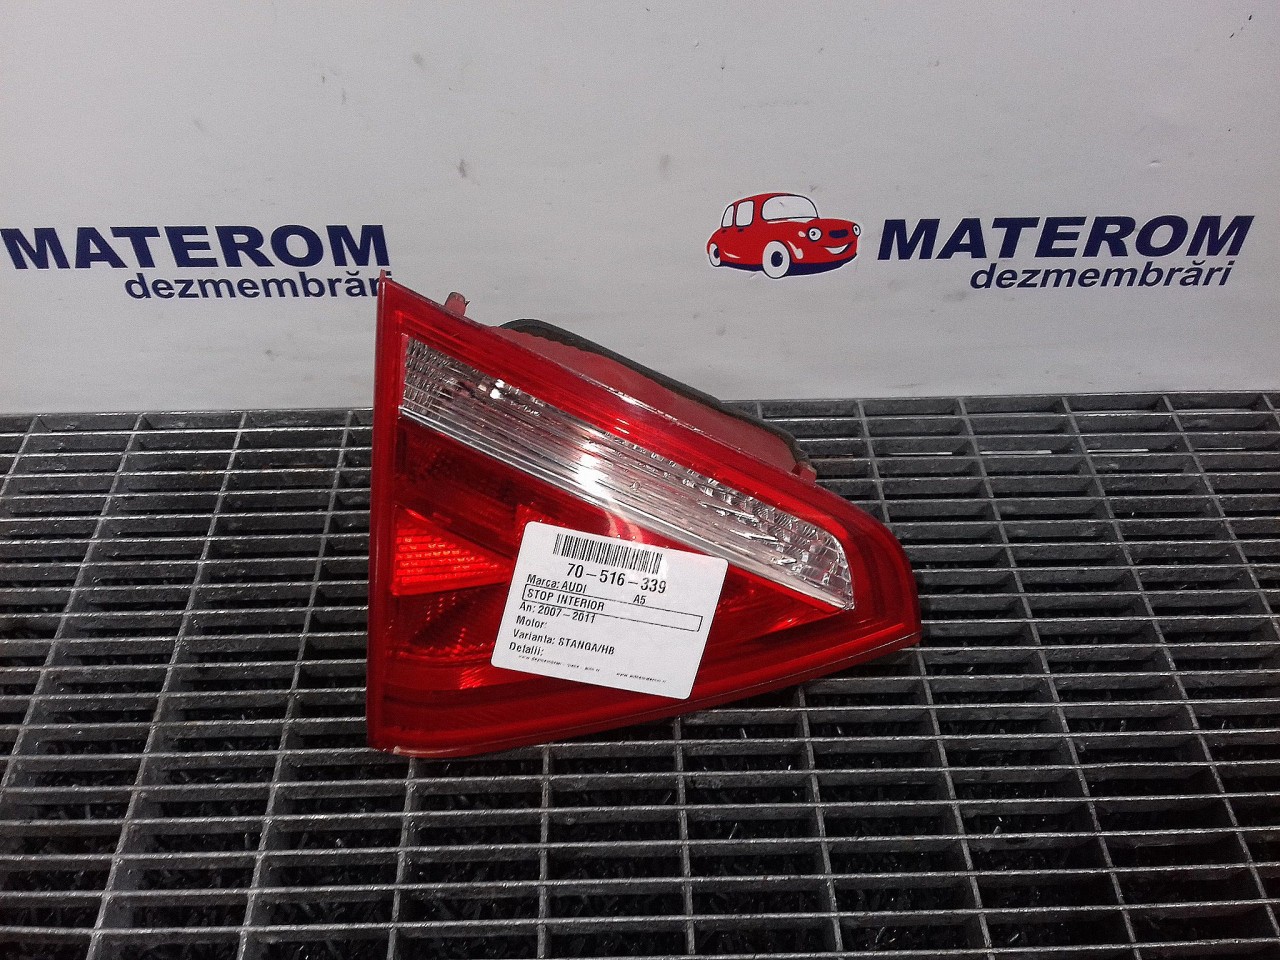 MATEROM
dezmembrări
MATEROM
dezmembrări
70-516-339
Marca: AUDI A5
STOP INTERIOR
An: 2007-2011
Motor:
Varianta: STANGA/HB
Detalii: